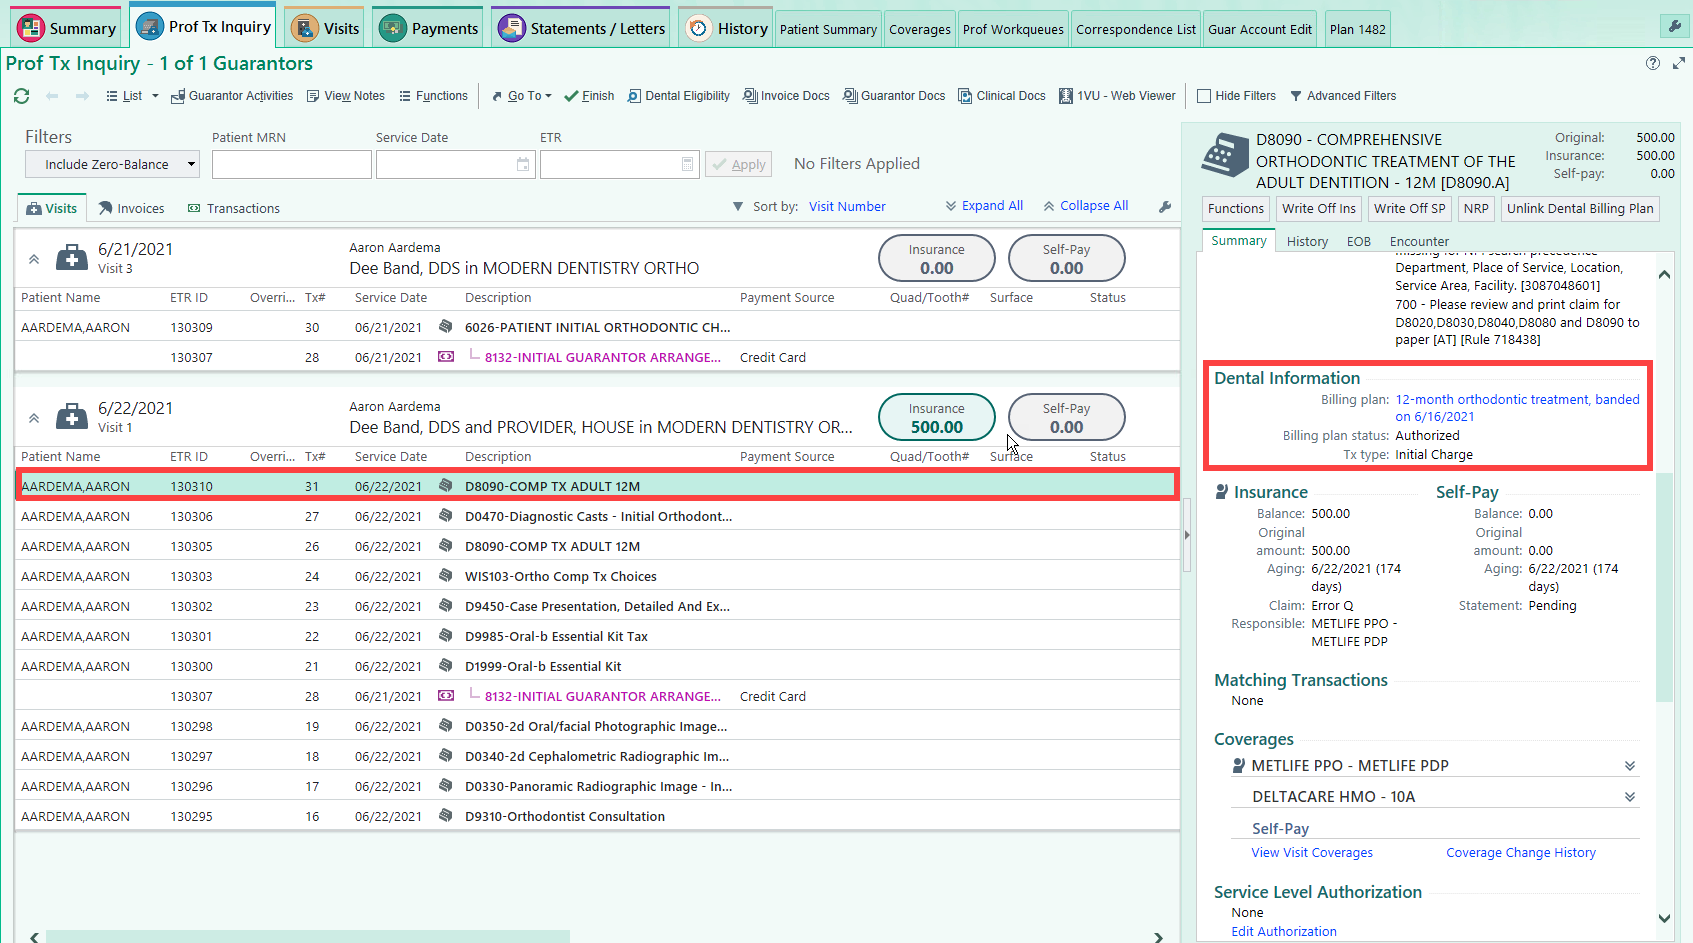 Summary Prof Tx Inquiry Visits Payments Statements / Letters History Patient Summary Coverages Prof Workqueues Correspondence List Guar Account Edit Plan 1482
Prof Tx Inquiry - 1 of 1 Guarantors
List Guarantor Activities View Notes Functions Go To Finish Dental Eligibility Invoice Docs Guarantor Docs Clinical Docs 1VU - Web Viewer Hide Filters Advanced Filters
Filters Patient MRN Service Date ETR
Include Zero-Balance Apply No Filters Applied
Visits Invoices Transactions Sort by: Visit Number Expand All Collapse All
6/21/2021 Aaron Aardema Insurance Self-Pay
Visit 3 Dee Band, DDS in MODERN DENTISTRY ORTHO 0.00 0.00
Patient Name ETR ID Overri... Tx# Service Date Description Payment Source Quad/Tooth# Surface Status
AARDEMA,AARON 130309 30 06/21/2021 6026-PATIENT INITIAL ORTHODONTIC CH...
130307 28 06/21/2021 8132-INITIAL GUARANTOR ARRANGE... Credit Card
6/22/2021 Aaron Aardema Insurance Self-Pay
Visit 1 Dee Band, DDS and PROVIDER, HOUSE in MODERN DENTISTRY OR... 500.00 0.00
Patient Name ETR ID Overri... Tx# Service Date Description Payment Source Quad/Tooth# Surface Status
AARDEMA,AARON 130310 31 06/22/2021 D8090-COMP TX ADULT 12M
AARDEMA,AARON 130306 27 06/22/2021 D0470-Diagnostic Casts - Initial Orthodont...
AARDEMA,AARON 130305 26 06/22/2021 D8090-COMP TX ADULT 12M
AARDEMA,AARON 130303 24 06/22/2021 WIS103-Ortho Comp Tx Choices
AARDEMA,AARON 130302 23 06/22/2021 D9450-Case Presentation, Detailed And Ex...
AARDEMA,AARON 130301 22 06/22/2021 D9985-Oral-b Essential Kit Tax
AARDEMA,AARON 130300 21 06/22/2021 D1999-Oral-b Essential Kit
130307 28 06/21/2021 8132-INITIAL GUARANTOR ARRANGE... Credit Card
AARDEMA,AARON 130298 19 06/22/2021 D0350-2d Oral/facial Photographic Image...
AARDEMA,AARON 130297 18 06/22/2021 D0340-2d Cephalometric Radiographic Im...
AARDEMA,AARON 130296 17 06/22/2021 D0330-Panoramic Radiographic Image - In...
AARDEMA,AARON 130295 16 06/22/2021 D9310-Orthodontist Consultation
D8090 - COMPREHENSIVE
ORTHODONTIC TREATMENT OF THE
ADULT DENTITION - 12M [D8090.A]
Original: 500.00
Insurance: 500.00
Self-pay: 0.00
Functions Write Off Ins Write Off SP NRP Unlink Dental Billing Plan
Summary History EOB Encounter
missing for NPI search precedence
Department, Place of Service, Location,
Service Area, Facility. [3087048601]
700 - Please review and print claim for
D8020,D8030,D8040,D8080 and D8090 to
paper [AT] [Rule 718438]
Dental Information
Billing plan: 12-month orthodontic treatment, banded
on 6/16/2021
Billing plan status: Authorized
Tx type: Initial Charge
Insurance
Balance: 500.00
Original
amount: 500.00
Aging: 6/22/2021 (174
days)
Claim: Error Q
Responsible: METLIFE PPO -
METLIFE PDP
Self-Pay
Balance: 0.00
Original
amount: 0.00
Aging: 6/22/2021 (174
days)
Statement: Pending
Matching Transactions
None
Coverages
METLIFE PPO - METLIFE PDP
DELTACARE HMO - 10A
Self-Pay
View Visit Coverages Coverage Change History
Service Level Authorization
None
Edit Authorization